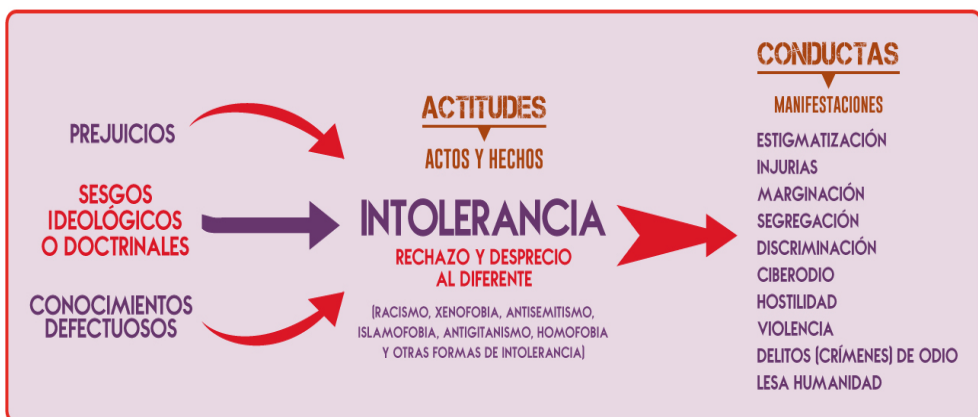 PREJUICIOS
SESGOS
IDEOLÓGICOS
O DOCTRINALES
CONOCIMIENTOS
DEFECTUOSOS
ACTITUDES
ACTOS Y HECHOS
INTOLERANCIA
RECHAZO Y DESPRECIO
AL DIFERENTE
(RACISMO, XENOFOBIA, ANTISEMITISMO,
ISLAMOFOBIA, ANTIGITANISMO, HOMOFOBIA
Y OTRAS FORMAS DE INTOLERANCIA)
CONDUCTAS
MANIFESTACIONES
ESTIGMATIZACIÓN
INJURIAS
MARGINACIÓN
SEGREGACIÓN
DISCRIMINACIÓN
CIBERODIO
HOSTILIDAD
VIOLENCIA
DELITOS (CRÍMENES) DE ODIO
LESA HUMANIDAD